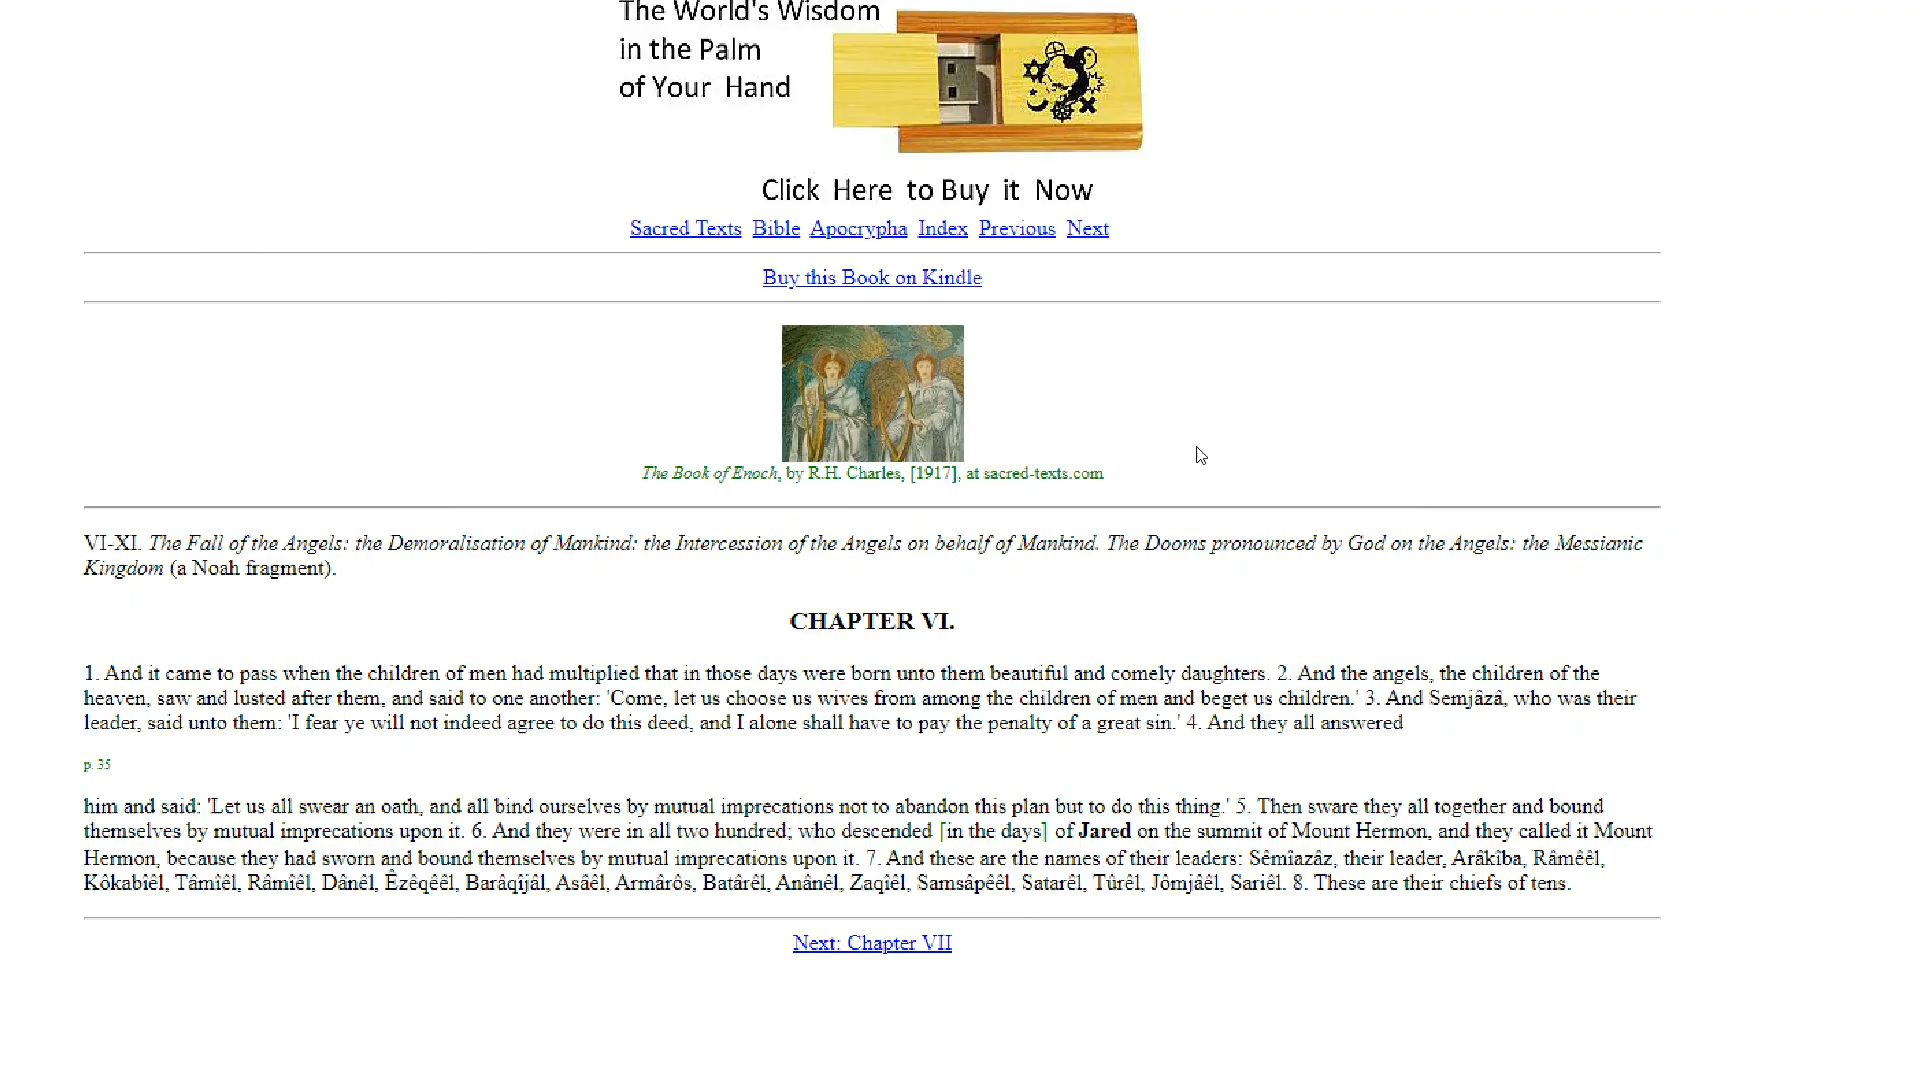 The World's Wisdom
in the Palm
of Your Hand
Click Here to Buy it Now
Sacred Texts Bible Apocrypha Index Previous Next
Buy this Book on Kindle
The Book of Enoch, by R.H. Charles, [1917], at sacred-texts.com
VI-XI. The Fall of the Angels: the Demoralisation of Mankind: the Intercession of the Angels on behalf of Mankind. The Dooms pronounced by God on the Angels: the Messianic
Kingdom (a Noah fragment).
CHAPTER VI.
1. And it came to pass when the children of men had multiplied that in those days were born unto them beautiful and comely daughters. 2. And the angels, the children of the
heaven, saw and lusted after them, and said to one another: 'Come, let us choose us wives from among the children of men and beget us children.' 3. And Semjâzâ, who was their
leader, said unto them: 'I fear ye will not indeed agree to do this deed, and I alone shall have to pay the penalty of a great sin.' 4. And they all answered
p. 35
him and said: 'Let us all swear an oath, and all bind ourselves by mutual imprecations not to abandon this plan but to do this thing.' 5. Then sware they all together and bound
themselves by mutual imprecations upon it. 6. And they were in all two hundred; who descended [in the days] of Jared on the summit of Mount Hermon, and they called it Mount
Hermon, because they had sworn and bound themselves by mutual imprecations upon it. 7. And these are the names of their leaders: Sêmîazâz, their leader, Arâkîba, Râmêêl,
Kôkabîêl, Tâmîêl, Râmîêl, Dânêl, Êzêqêêl, Barâqîjâl, Asâêl, Armârôs, Batârêl, Anânêl, Zaqîêl, Samsâpêêl, Satarêl, Tûrêl, Jômjâêl, Sariêl. 8. These are their chiefs of tens.
Next: Chapter VII